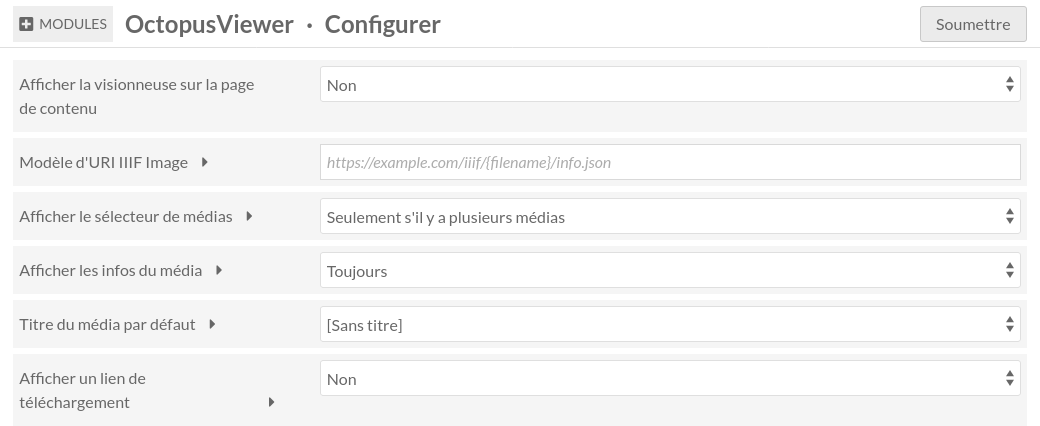 MODULES OctopusViewer · Configurer Soumettre
Afficher la visionneuse sur la page
de contenu
Non
Modèle d'URI IIIF Image
https://example.com/iiif/{filename}/info.json
Afficher le sélecteur de médias
Seulement s'il y a plusieurs médias
Afficher les infos du média
Toujours
Titre du média par défaut
[Sans titre]
Afficher un lien de
téléchargement
Non